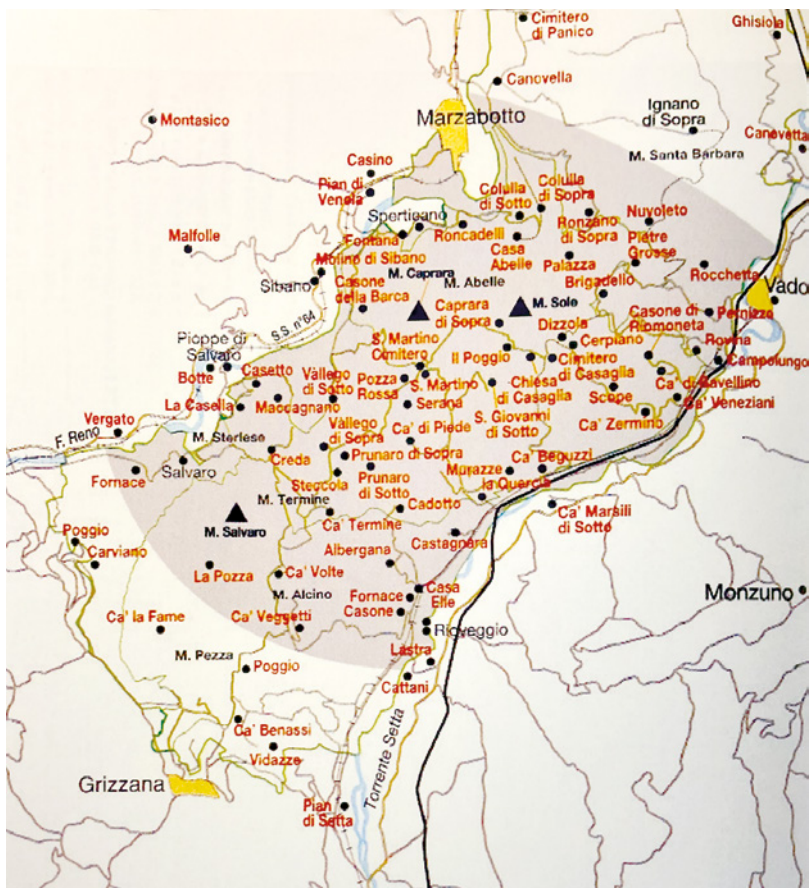 Cimitero
di Panico
Ghisiola
Canovella
Montasico
Marzabotto
Ignano
di Sopra
Canovetta
M. Santa Barbara
Casino
Pian di
Venola
Colulla
di Sotto
Colulla
di Sopra
Sperticano
Nuvoleto
Fontana
Roncadelli
Ronzano
di Sopra
Malfolle
Casa
Abelle
Pietre
Grosse
Molino di Sibano
M. Caprara
Palazza
Rocchetta
Sibano
Casone
della Barca
M. Abelle
Brigadello
Vado
M. Sole
Caprara
di Sopra
Casone di
Riomoneta
Pernizzo
S.S. n°64
Pioppe di
Salvaro
S. Martino
Cimitero
Dizzola
Cerpiano
Rovina
Il Poggio
Cimitero
di Casaglia
Campolungo
Botte
Casetto
Vallego
di Sotto
Pozza
Rossa
S. Martino
Chiesa
di Casaglia
Ca' di Gavellino
La Casella
Maccagnano
Serana
Scope
Ca' Veneziani
Vergato
S. Giovanni
di Sotto
Ca' Zermino
F. Reno
M. Sterlese
Vàllego
di Sopra
Ca' di Piede
Salvaro
Creda
Prunaro di Sopra
Ca' Beguzzi
Fornace
Steccola
Prunaro
di Sotto
Murazze
la Quercia
M. Termine
Cadotto
Ca' Marsili
di Sotto
M. Salvaro
Ca' Termine
Poggio
Castagnara
Carviano
Albergana
La Pozza
Ca' Volte
Monzuno
M. Alcino
Fornace
Casa
Elle
Ca' la Fame
Ca' Veggetti
Casone
Rioveggio
M. Pezza
Lastra
Poggio
Cattani
Ca' Benassi
Torrente Setta
Vidazze
Grizzana
Pian
di Setta